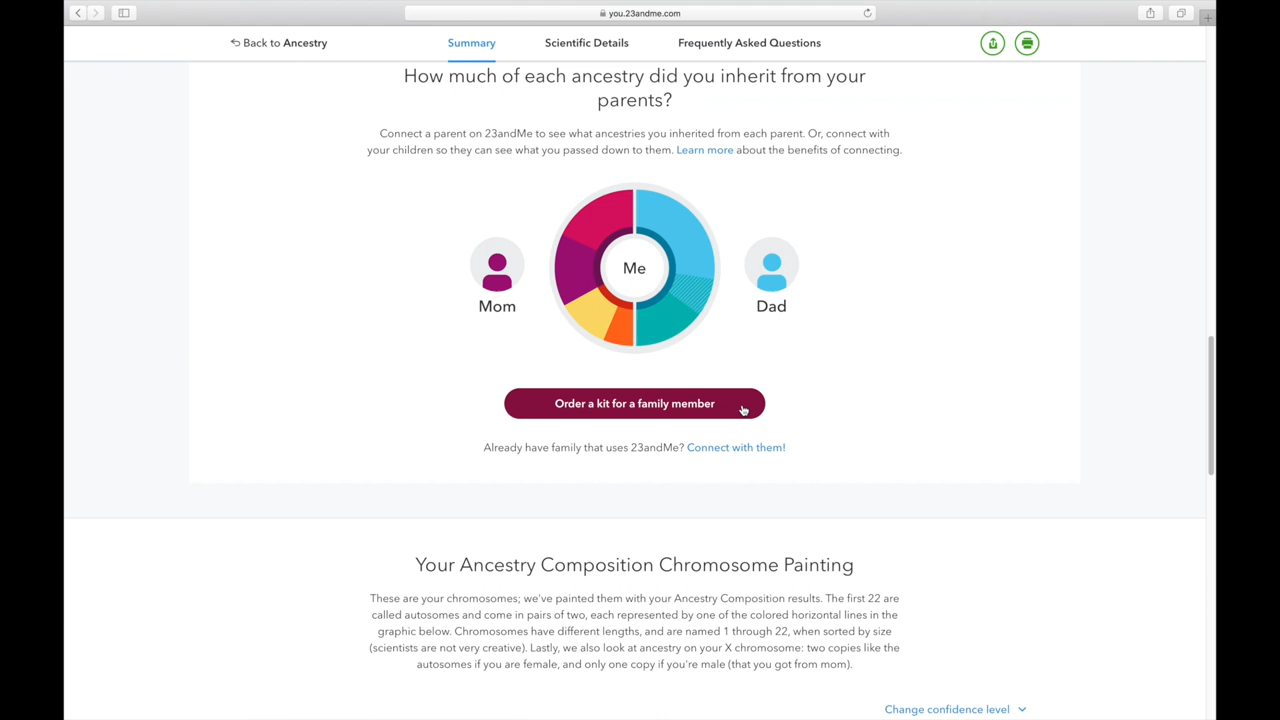 you.23andme.com
Back to Ancestry
Summary
Scientific Details
Frequently Asked Questions
How much of each ancestry did you inherit from your
parents?
Connect a parent on 23andMe to see what ancestries you inherited from each parent. Or, connect with
your children so they can see what you passed down to them. Learn more about the benefits of connecting.
Mom
Me
Dad
Order a kit for a family member
Already have family that uses 23andMe? Connect with them!
Your Ancestry Composition Chromosome Painting
These are your chromosomes; we've painted them with your Ancestry Composition results. The first 22 are
called autosomes and come in pairs of two, each represented by one of the colored horizontal lines in the
graphic below. Chromosomes have different lengths, and are named 1 through 22, when sorted by size
(scientists are not very creative). Lastly, we also look at ancestry on your X chromosome: two copies like the
autosomes if you are female, and only one copy if you're male (that you got from mom).
Change confidence level